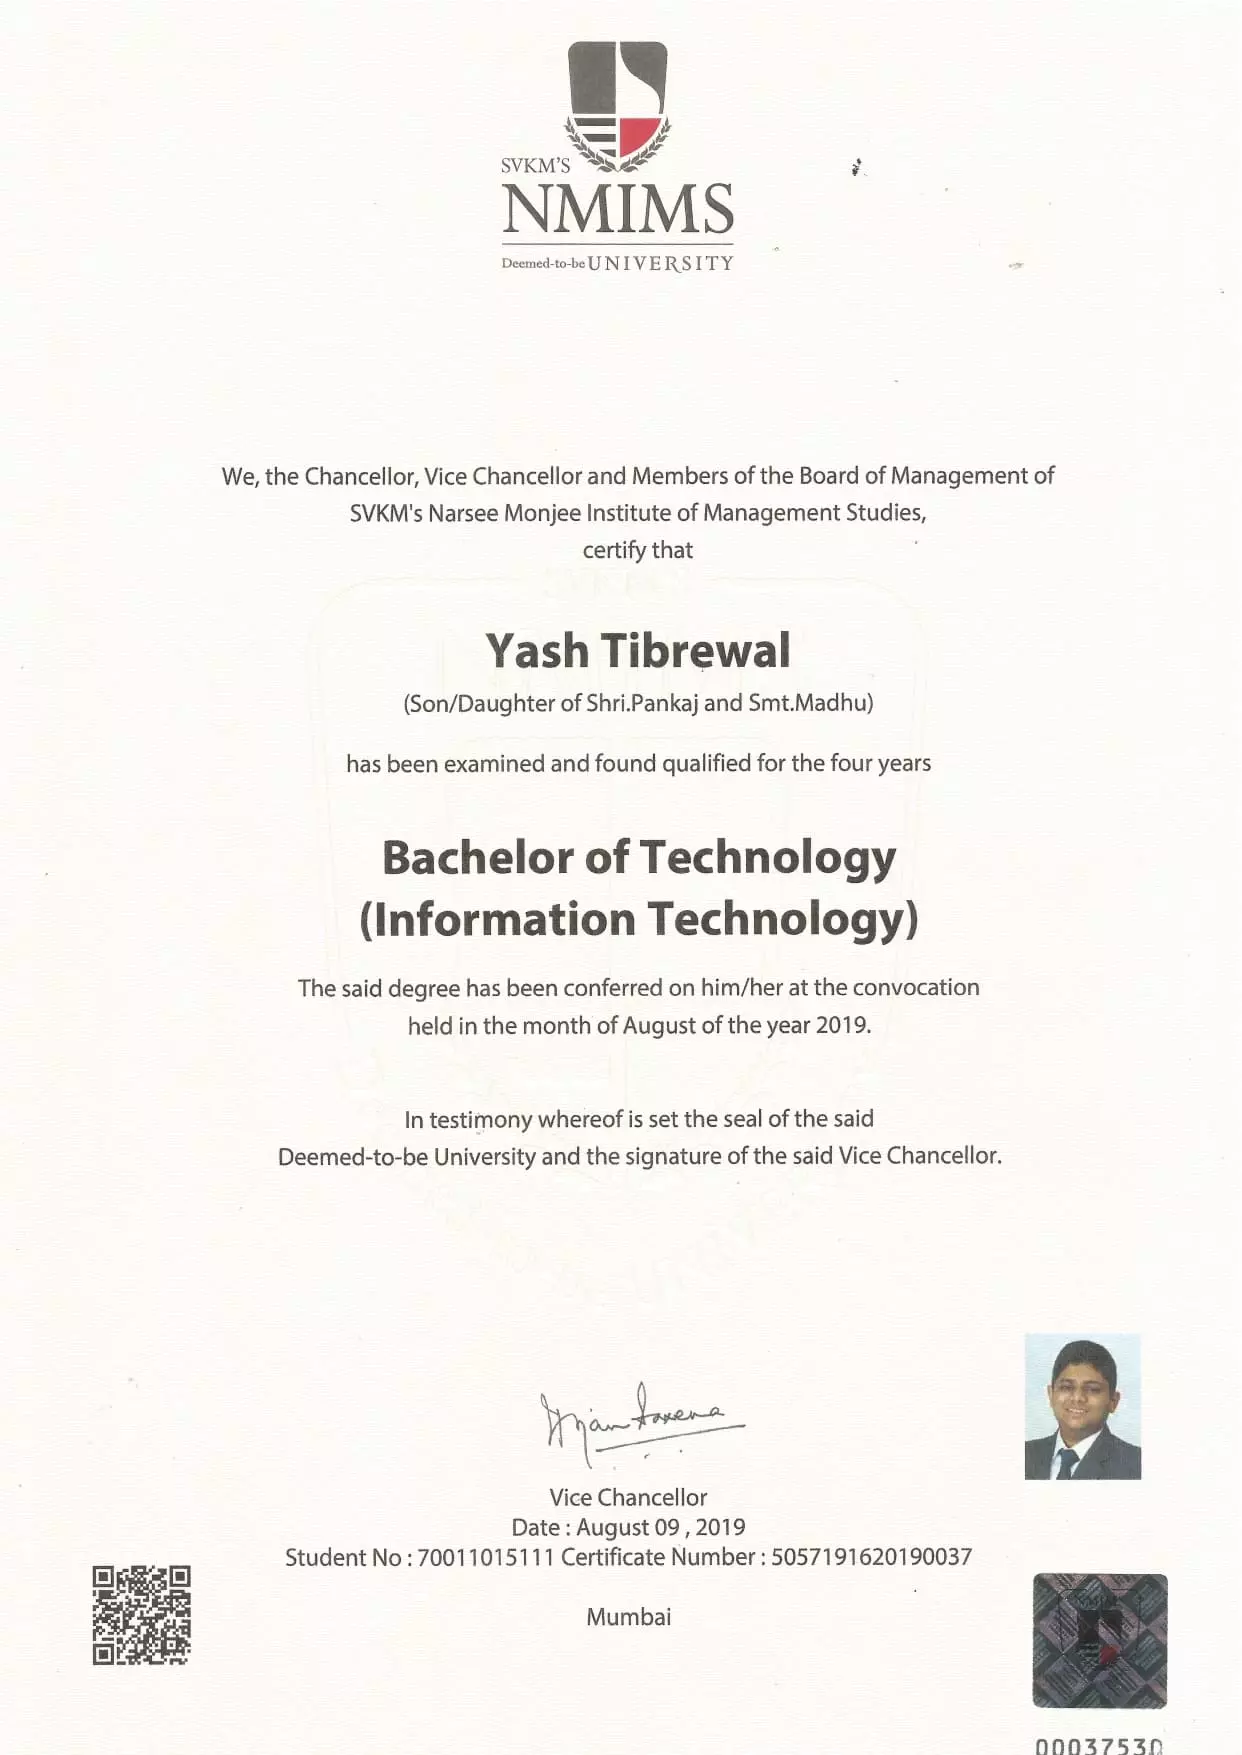 SVKM'S
NMIMS
Deemed-to-be UNIVERSITY
We, the Chancellor, Vice Chancellor and Members of the Board of Management of
SVKM's Narsee Monjee Institute of Management Studies,
certify that
Yash Tibrewal
(Son/Daughter of Shri.Pankaj and Smt.Madhu)
has been examined and found qualified for the four years
Bachelor of Technology
(Information Technology)
The said degree has been conferred on him/her at the convocation
held in the month of August of the year 2019.
In testimony whereof is set the seal of the said
Deemed-to-be University and the signature of the said Vice Chancellor.
Vice Chancellor
Date : August 09 , 2019
Student No : 70011015111 Certificate Number : 5057191620190037
Mumbai
NMIMS
00037530